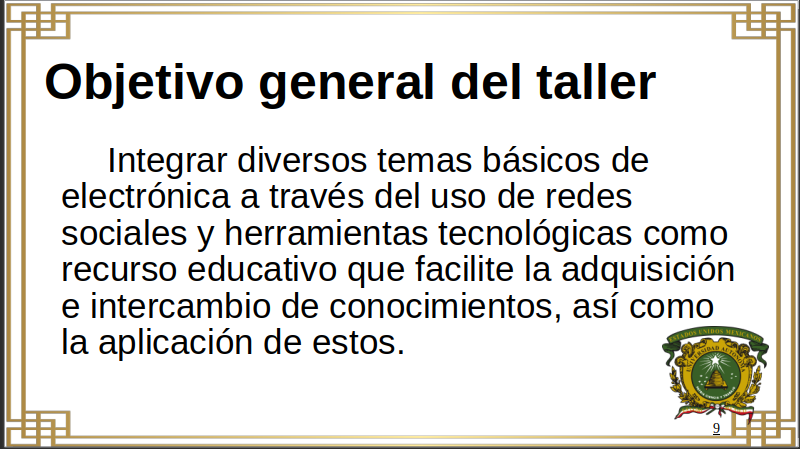 Objetivo general del taller
Integrar diversos temas básicos de
electrónica a través del uso de redes
sociales y herramientas tecnológicas como
recurso educativo que facilite la adquisición
e intercambio de conocimientos, así como
la aplicación de estos.
ESTADOS UNIDOS MEXICANOS
UNIVERSIDAD AUTÓNOMA
9